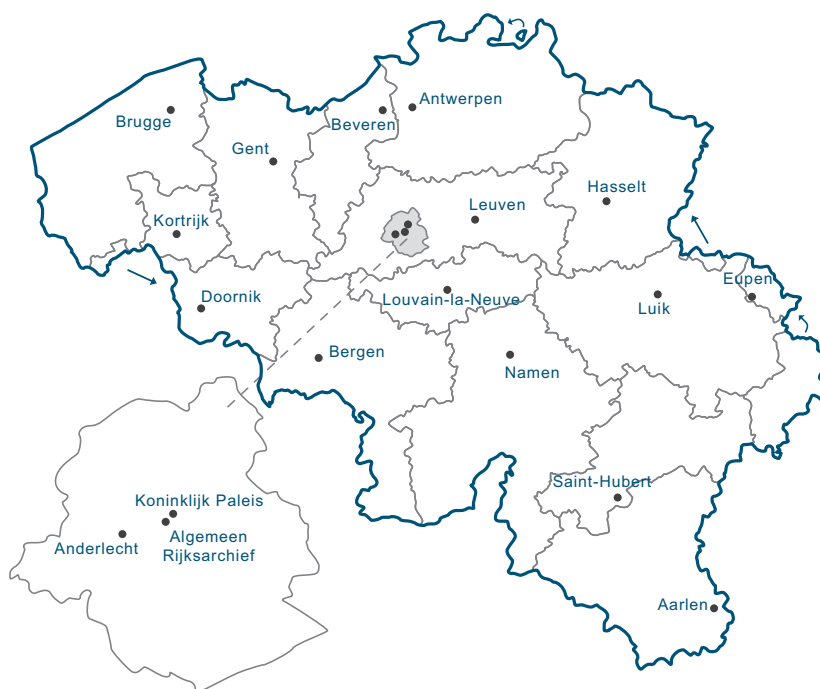 Antwerpen
Brugge
Beveren
Gent
Hasselt
Leuven
Kortrijk
Eupen
Doornik
Louvain-la-Neuve
Luik
Bergen
Namen
Saint-Hubert
Koninklijk Paleis
Algemeen
Rijksarchief
Anderlecht
Aarlen